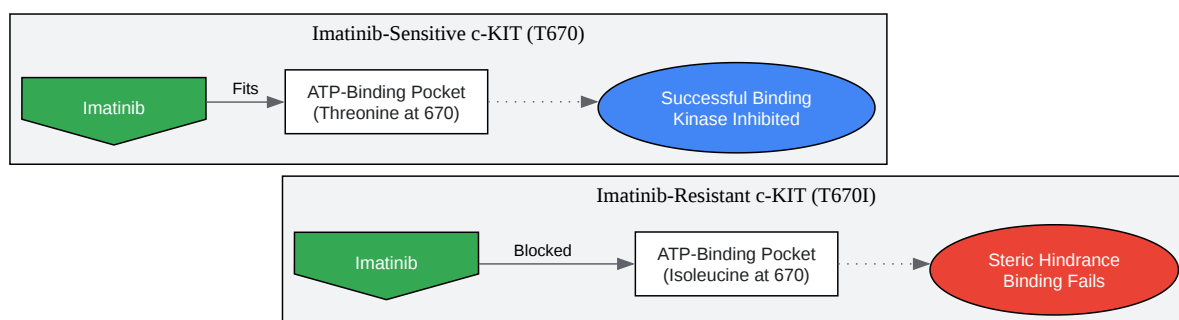 Imatinib-Sensitive c-KIT (T670)
Imatinib
Fits
ATP-Binding Pocket
(Threonine at 670)
Successful Binding
Kinase Inhibited
Imatinib-Resistant c-KIT (T670I)
Imatinib
Blocked
ATP-Binding Pocket
(Isoleucine at 670)
Steric Hindrance
Binding Fails